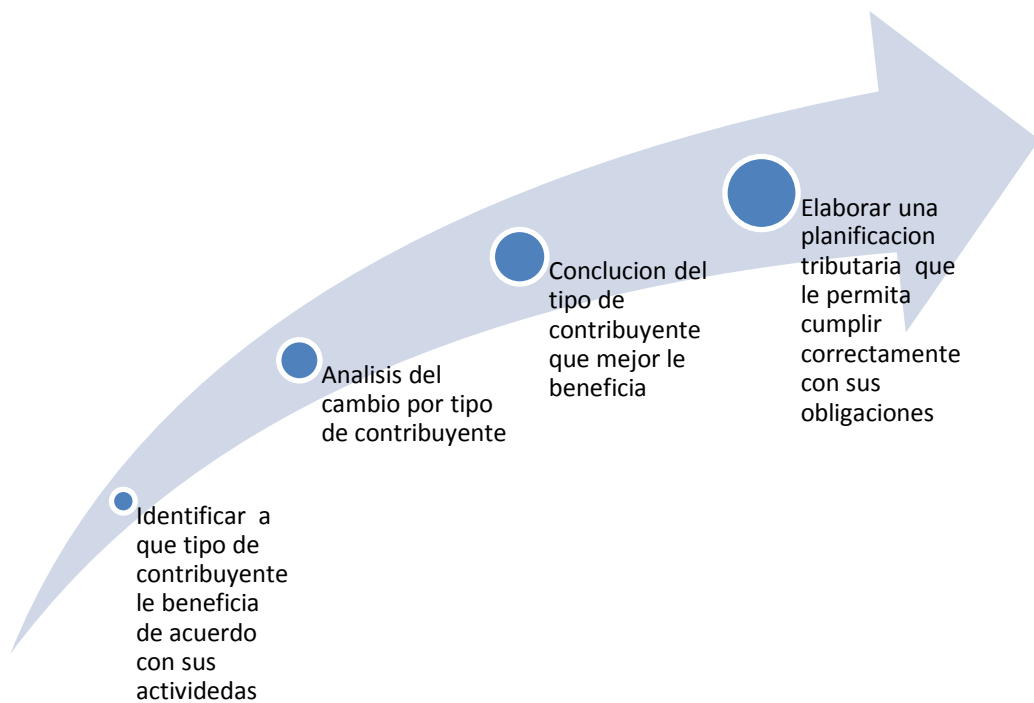 Identificar a
que tipo de
contribuyente
le beneficia
de acuerdo
con sus
actividedas
Analisis del
cambio por tipo
de contribuyente
Conclucion del
tipo de
contribuyente
que mejor le
beneficia
Elaborar una
planificacion
tributaria que
le permita
cumplir
correctamente
con sus
obligaciones